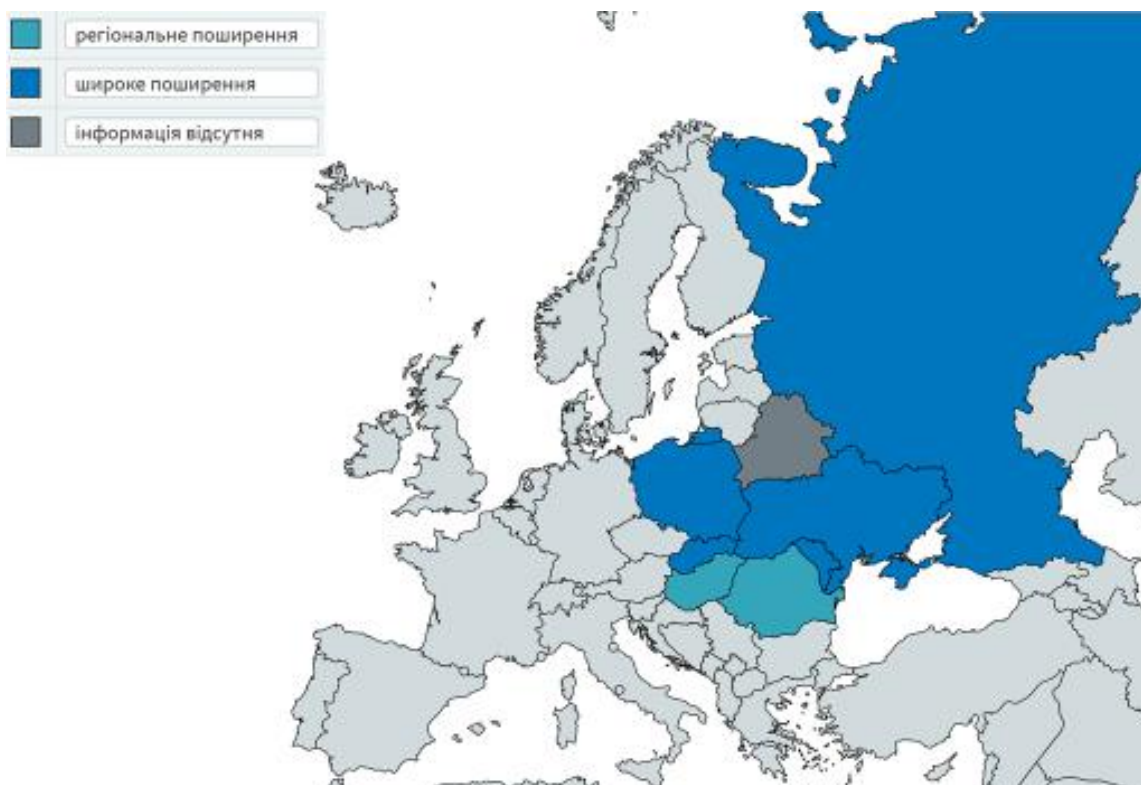 регіональне поширення
широке поширення
інформація відсутня